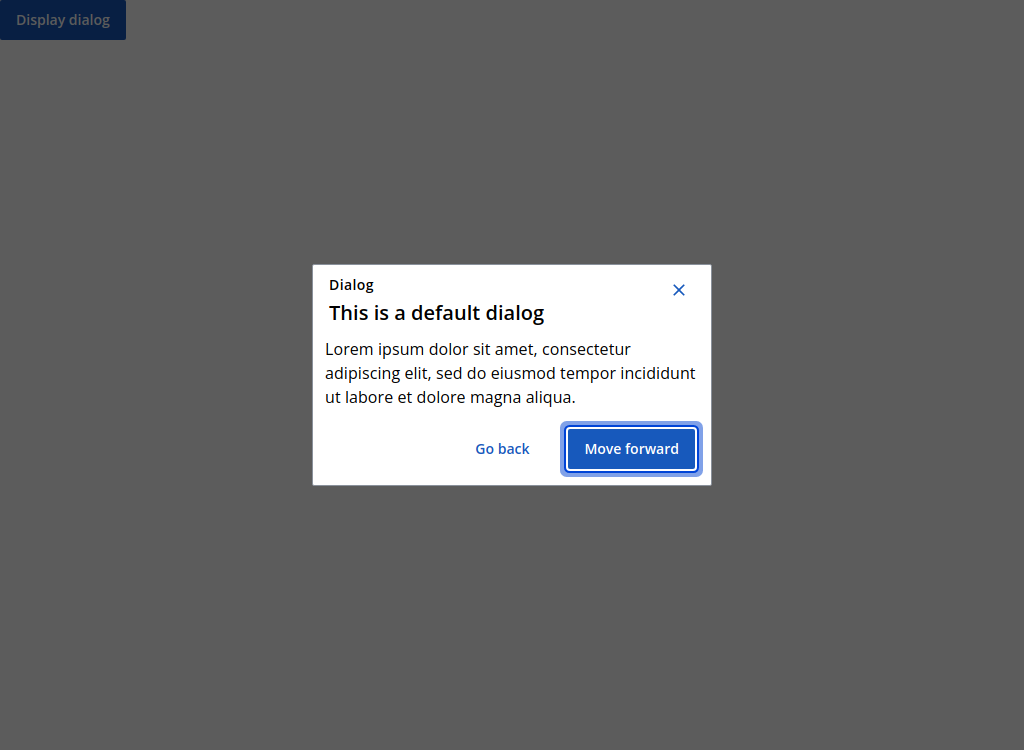 Display dialog
Dialog
This is a default dialog
Lorem ipsum dolor sit amet, consectetur
adipiscing elit, sed do eiusmod tempor incididunt
ut labore et dolore magna aliqua.
Go back
Move forward